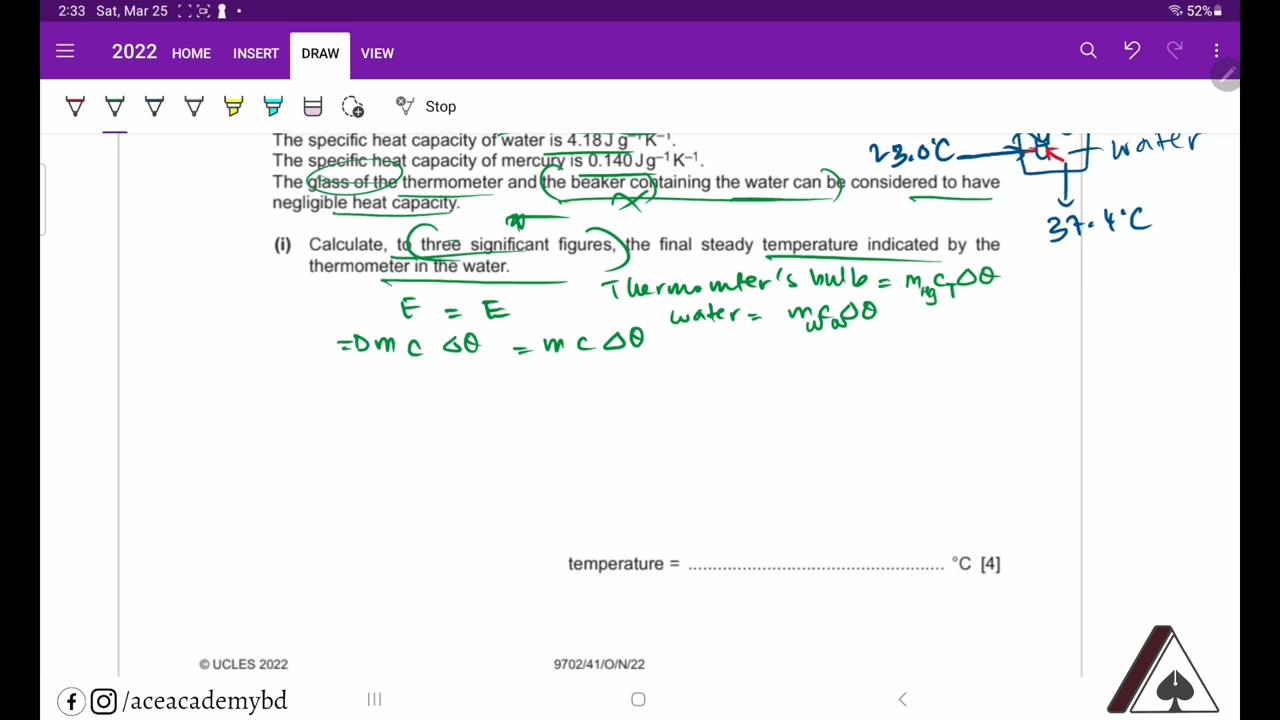 2:33 Sat, Mar 25
52%
2022 HOME INSERT DRAW VIEW
Stop
The specific heat capacity of water is 4.18 J g⁻¹ K⁻¹.
The specific heat capacity of mercury is 0.140 J g⁻¹ K⁻¹.
The glass of the thermometer and the beaker containing the water can be considered to have
negligible heat capacity.
23.0°C
water
37.4°C
(i) Calculate, to three significant figures, the final steady temperature indicated by the
thermometer in the water.
Thermomter's bulb = m_Hg c_T Δθ
E = E
water = m_w c_w Δθ
=D m c Δθ = m c Δθ
temperature = .................................................. °C [4]
© UCLES 2022
9702/41/O/N/22
/aceacademybd